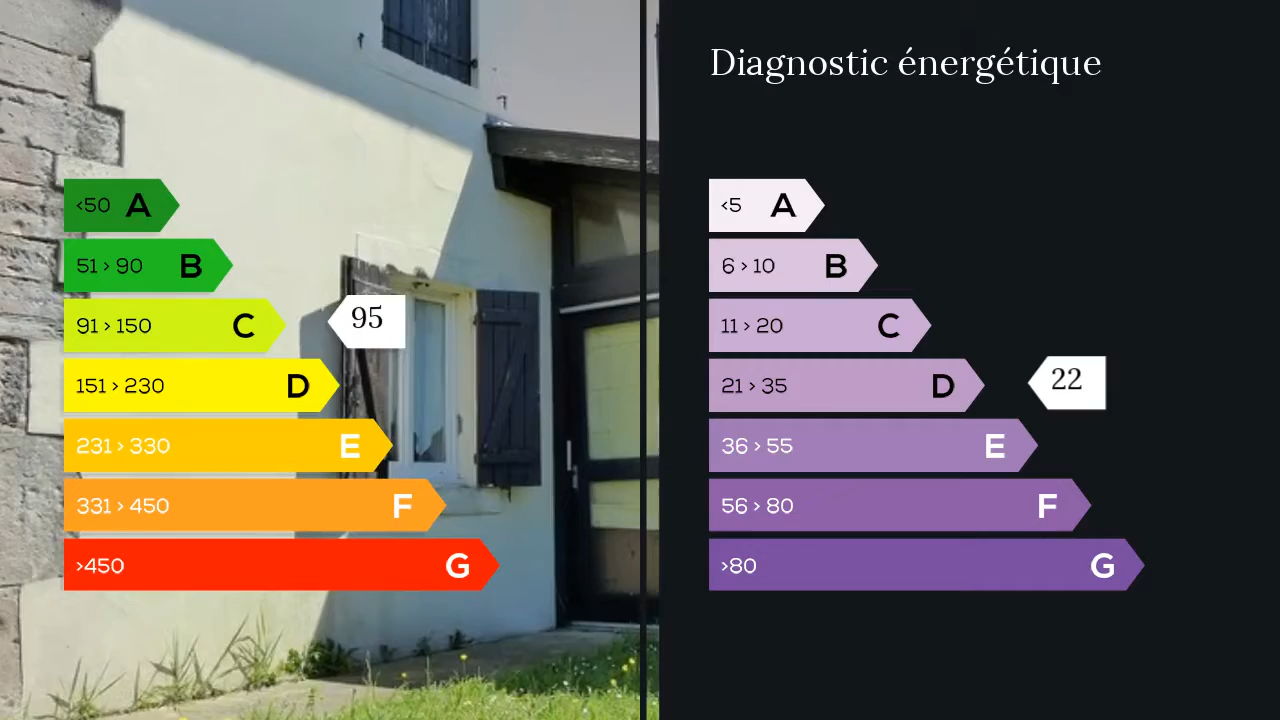 Diagnostic énergétique
<50 A
51 > 90 B
91 > 150 C
95
151 > 230 D
231 > 330 E
331 > 450 F
>450 G
<5 A
6 > 10 B
11 > 20 C
21 > 35 D
22
36 > 55 E
56 > 80 F
>80 G